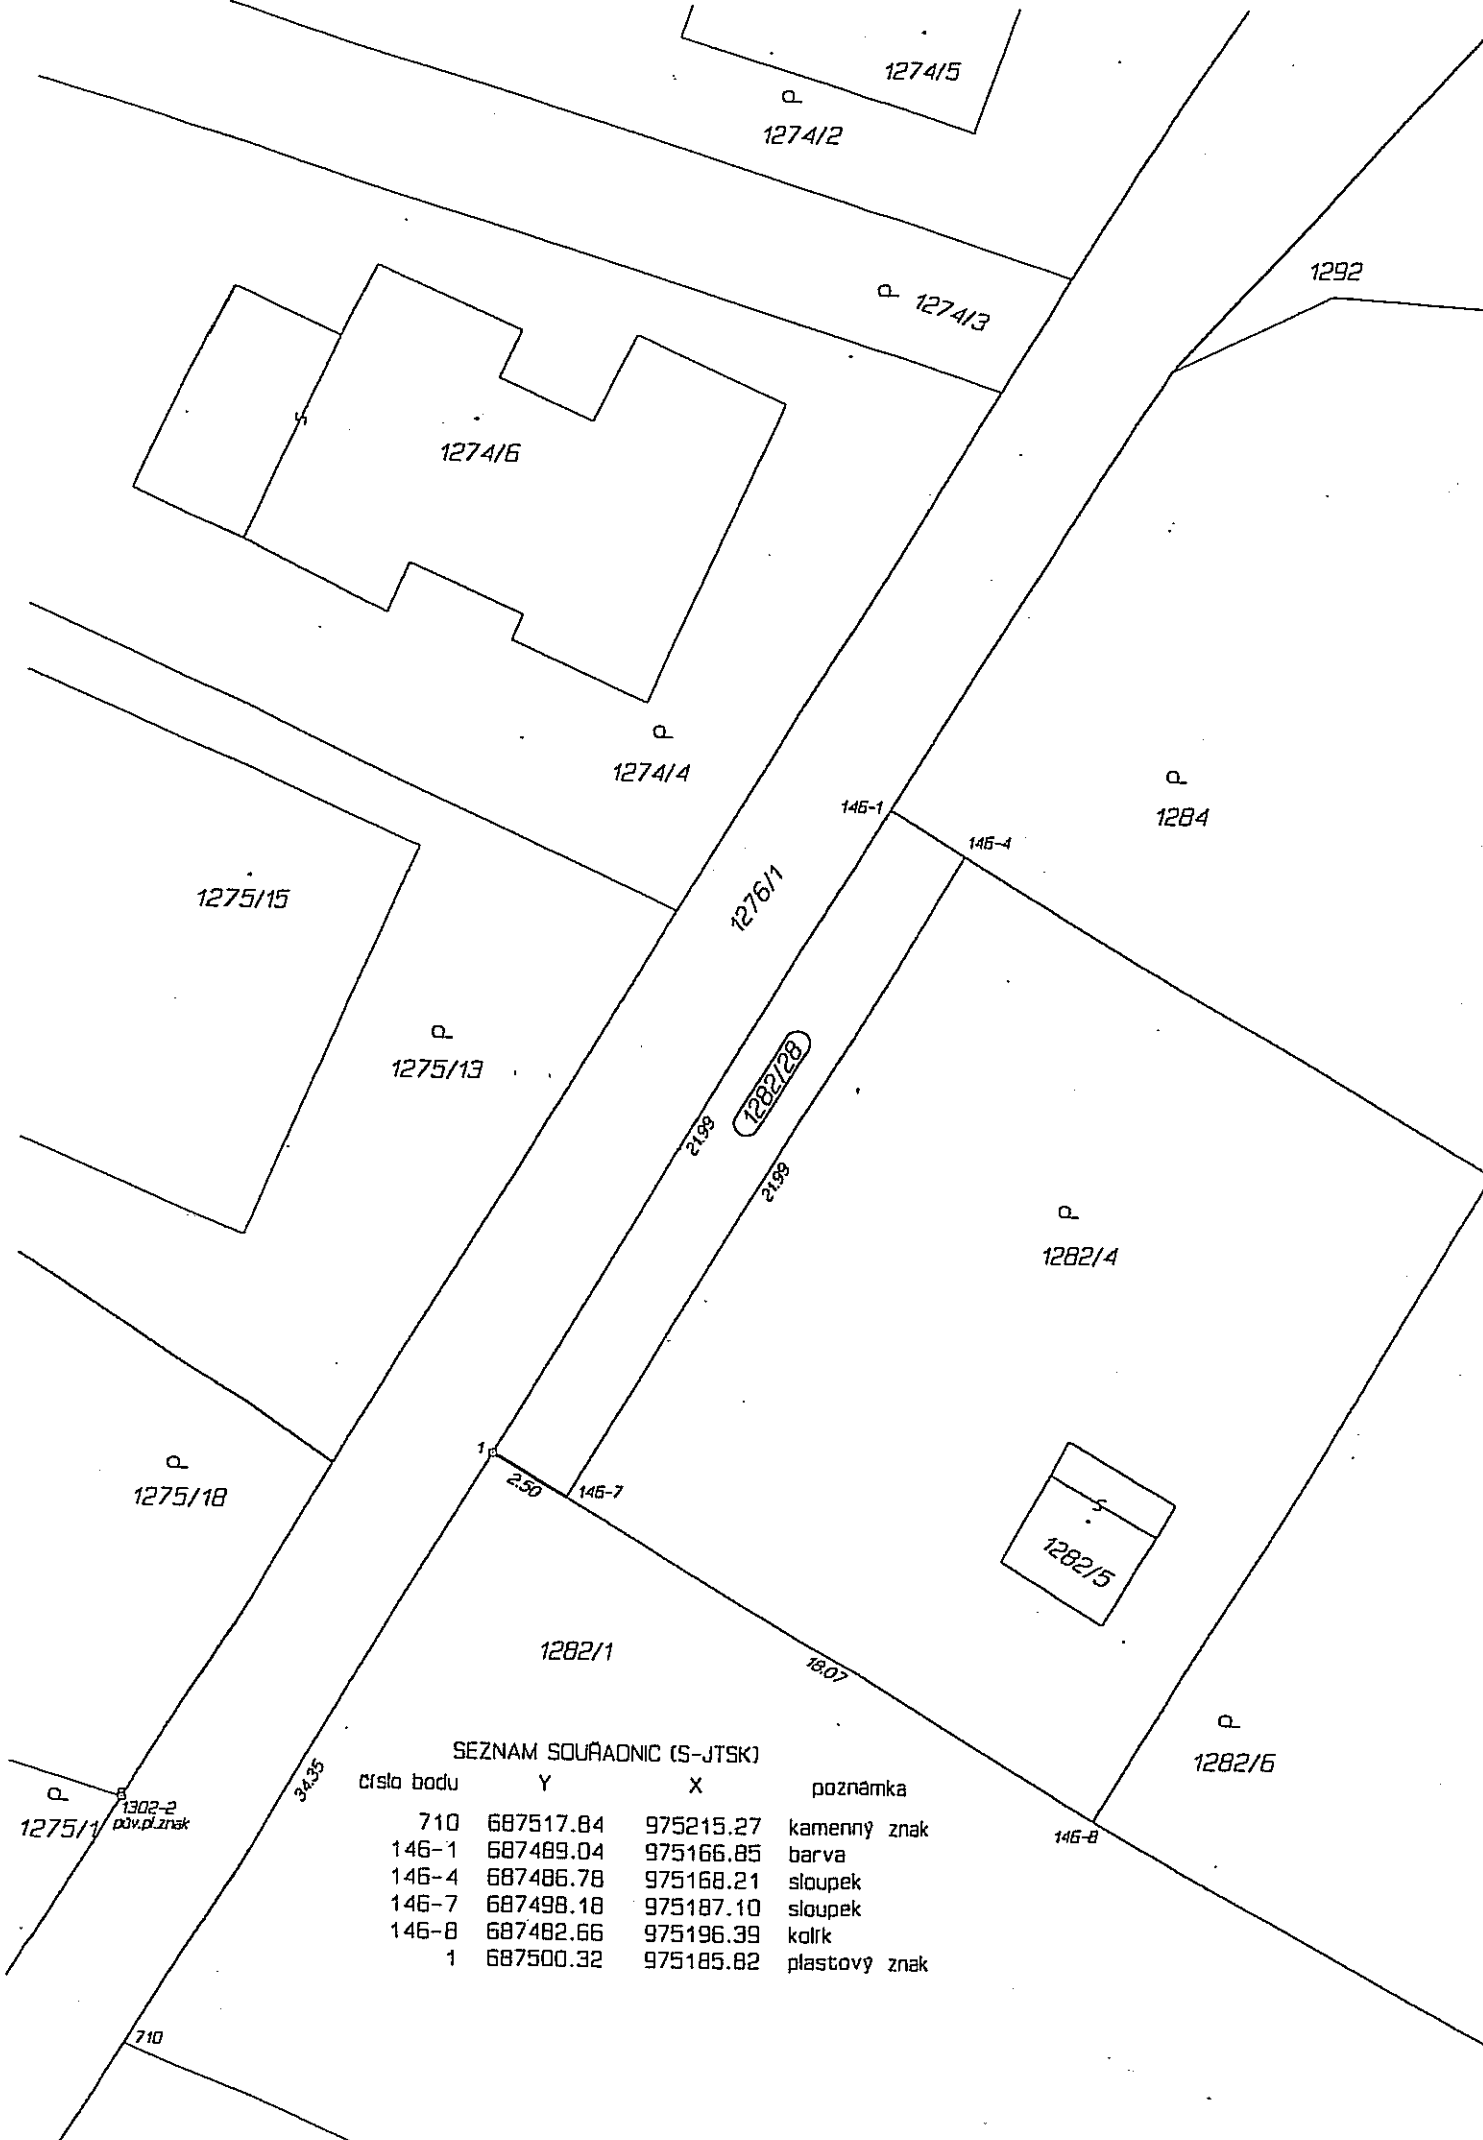 1274/5
P
1274/2
1292
P 1274/3
S
1274/6
P
1274/4
P
1284
146-1
146-4
1275/15
1276/1
P
1275/13
1282/28
21.99
21.99
P
1282/4
1
2.50
146-7
P
1275/18
S
1282/5
1282/1
18.07
P
1282/6
34.35
P
1275/1
1302-2
pův.pl.znak
146-8
SEZNAM SOUŘADNIC (S-JTSK)
číslo bodu Y X poznámka
710 687517.84 975215.27 kamenný znak
146-1 687489.04 975166.85 barva
146-4 687486.78 975168.21 sloupek
146-7 687498.18 975187.10 sloupek
146-8 687482.66 975196.39 kolík
1 687500.32 975185.82 plastový znak
710